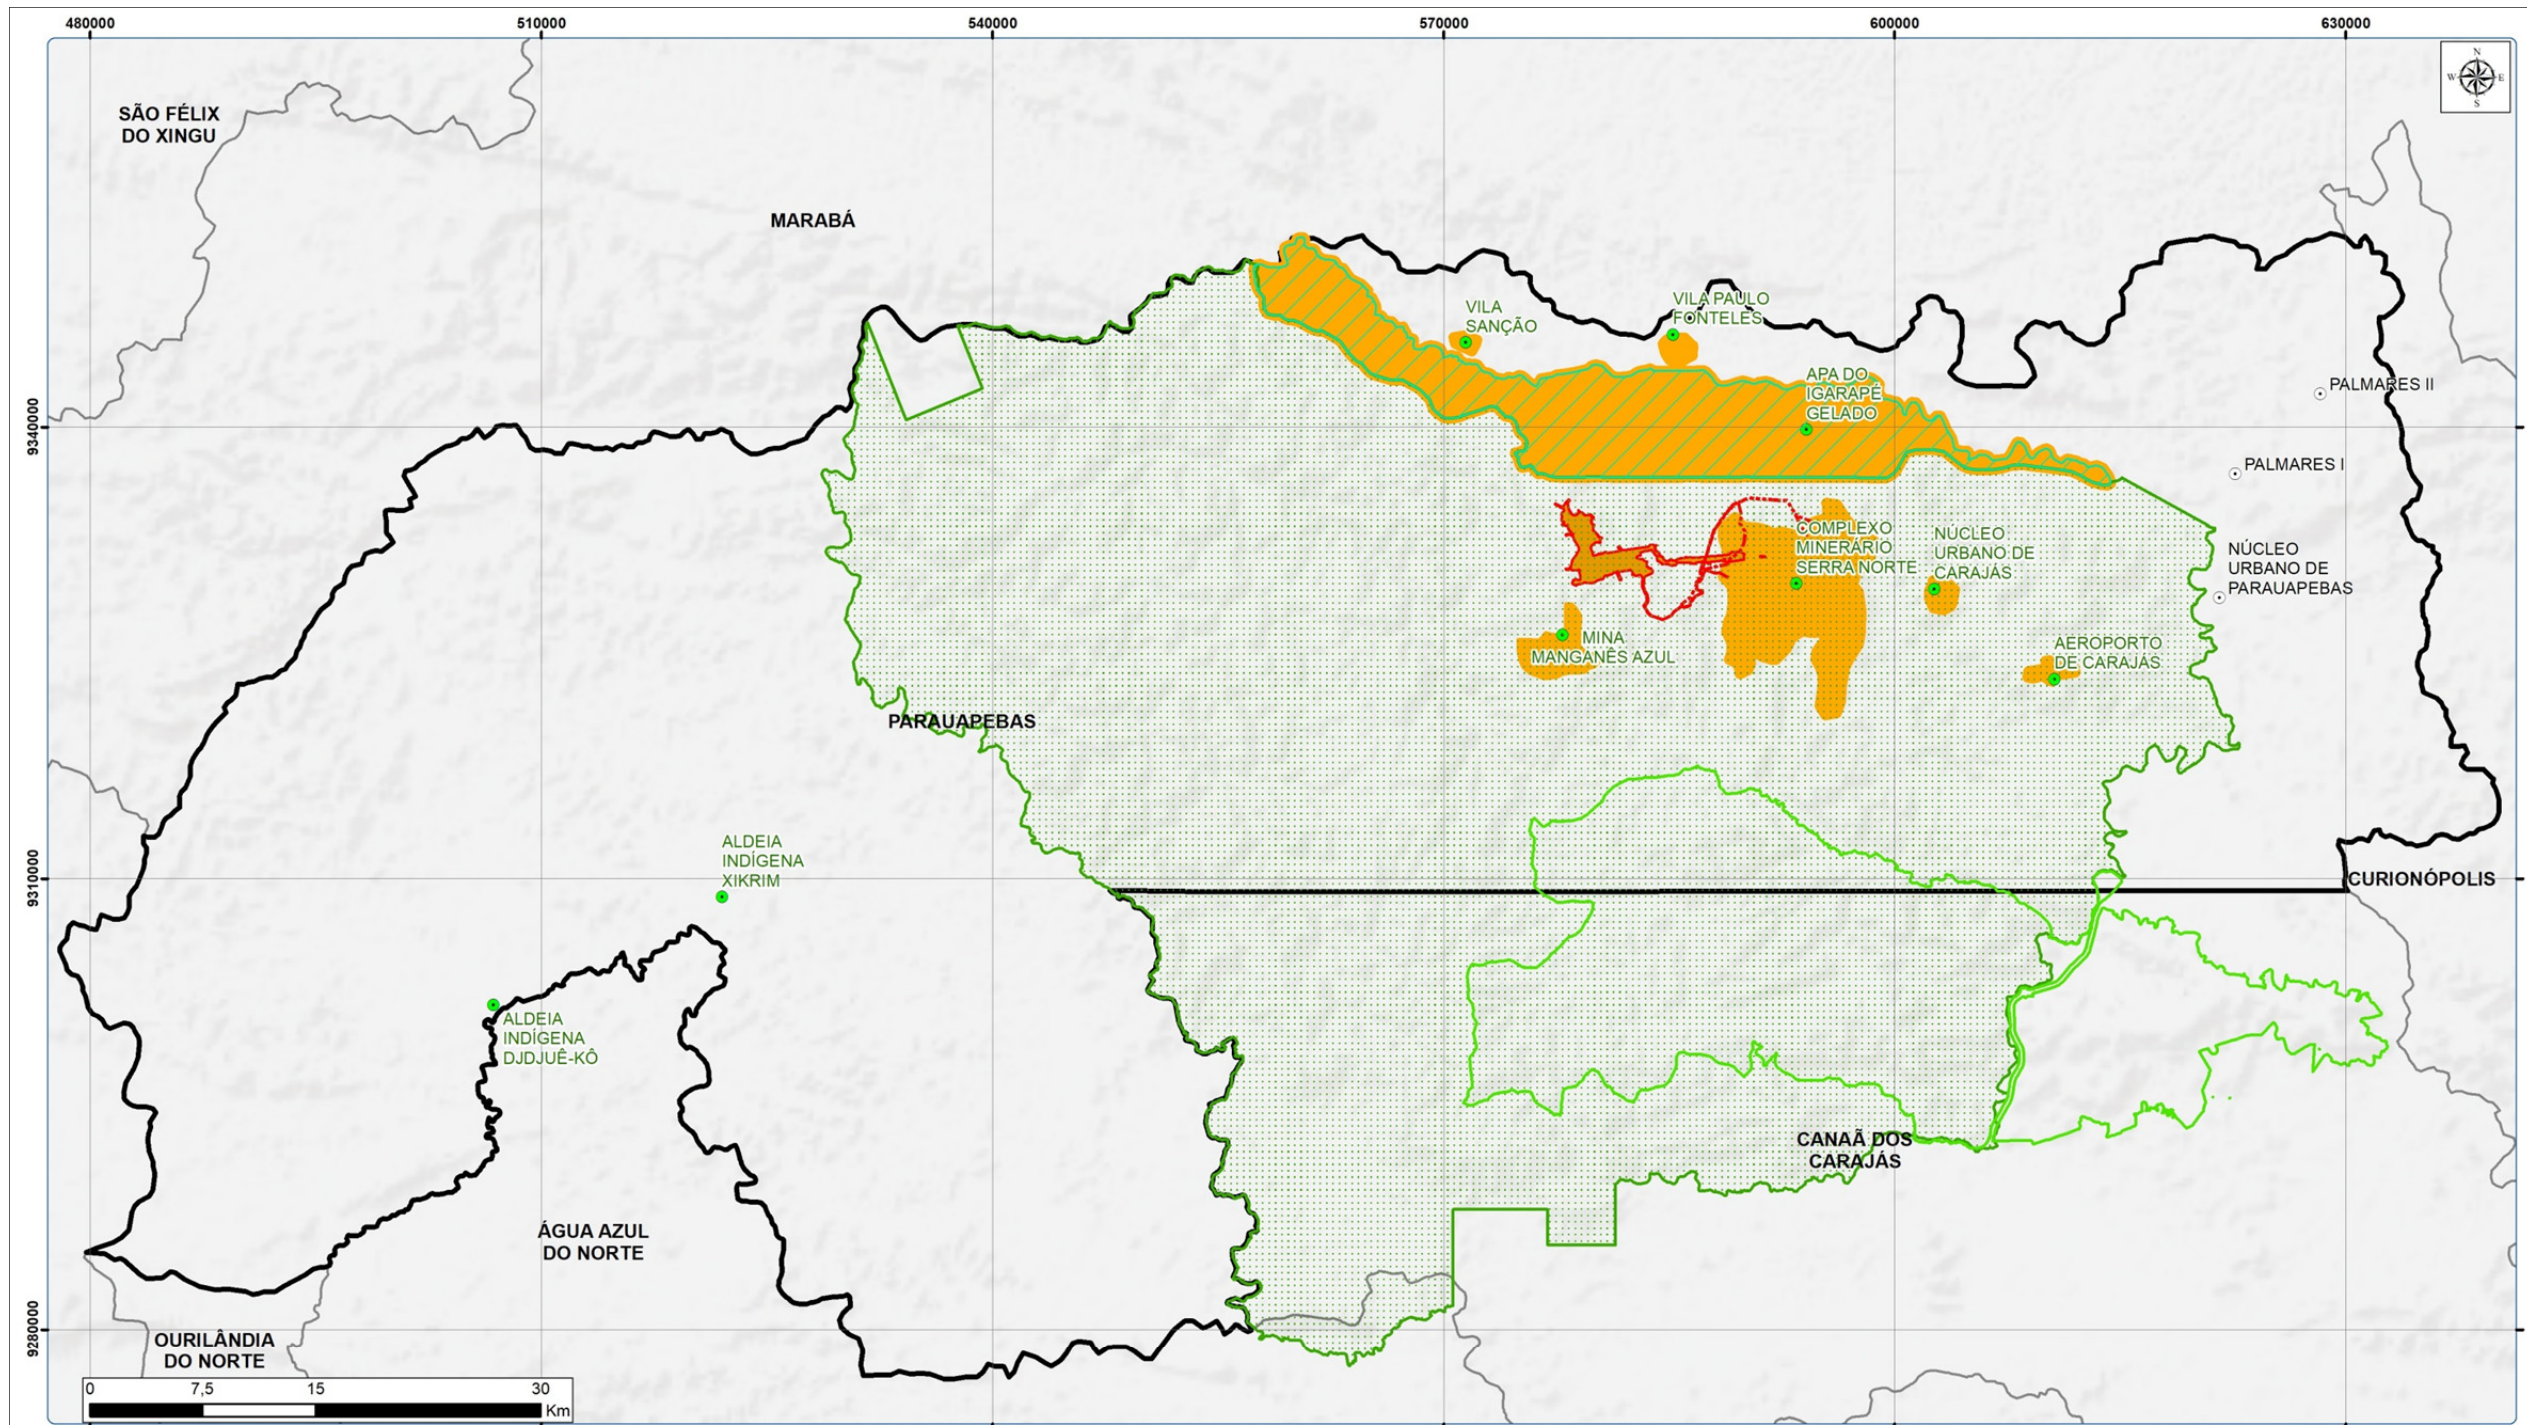 480000
510000
540000
570000
600000
630000
N
W
E
S
SÃO FÉLIX
DO XINGU
MARABÁ
VILA
SANÇÃO
VILA PAULO
FONTELES
APA DO
IGARAPÉ
GELADO
PALMARES II
9340000
PALMARES I
COMPLEXO
MINERÁRIO
SERRA NORTE
NÚCLEO
URBANO DE
CARAJÁS
NÚCLEO
URBANO DE
PARAUAPEBAS
MINA
MANGANÊS AZUL
AEROPORTO
DE CARAJÁS
PARAUAPEBAS
ALDEIA
INDÍGENA
XIKRIM
9310000
CURIONÓPOLIS
ALDEIA
INDÍGENA
DJDJUÊ-KÔ
CANAÃ DOS
CARAJÁS
ÁGUA AZUL
DO NORTE
9280000
OURILÂNDIA
DO NORTE
0 7,5 15 30
Km